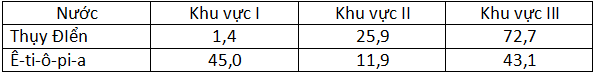 Nước Khu vực I Khu vực II Khu vực III
Thụy ĐIển 1,4 25,9 72,7
Ê-ti-ô-pi-a 45,0 11,9 43,1